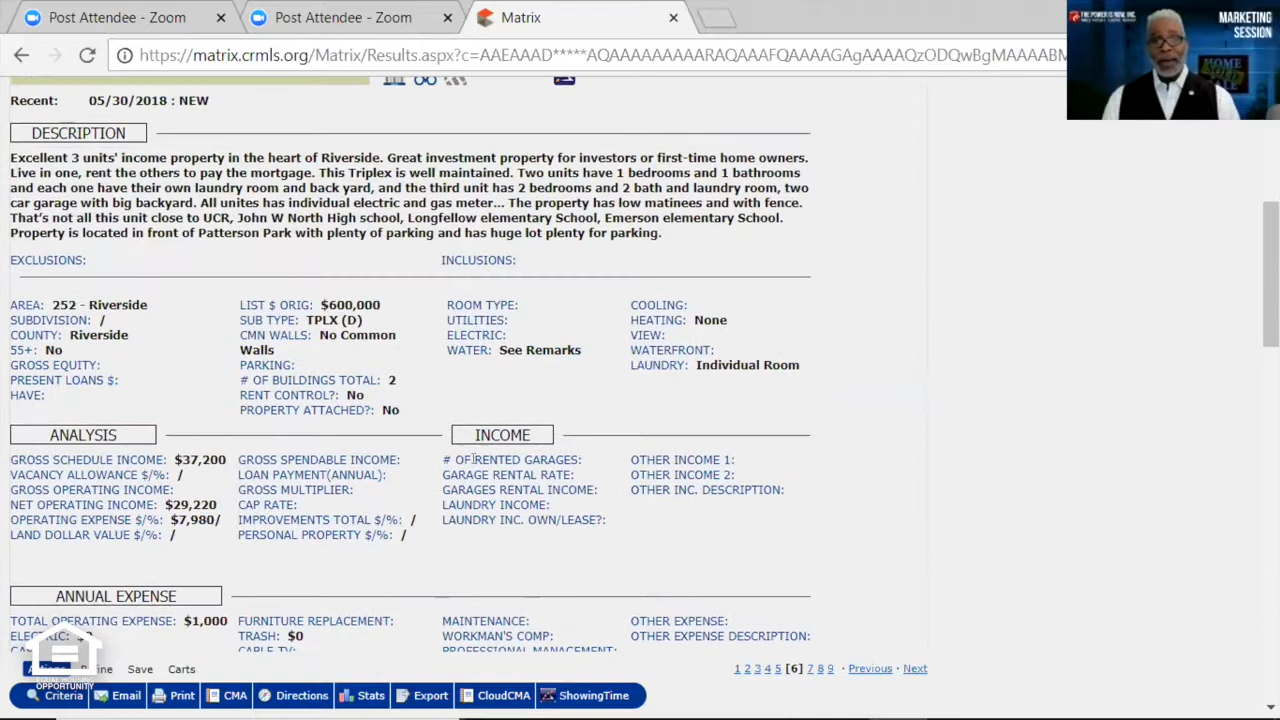 Post Attendee - Zoom
Post Attendee - Zoom
Matrix
https://matrix.crmls.org/Matrix/Results.aspx?c=AAEAAAD*****AQAAAAAAAAARAQAAAFQAAAAGAgAAAAQzODQwBgMAAAABM
THE POWER IS NOW, INC.
MARKETING
SESSION
Recent: 05/30/2018 : NEW
DESCRIPTION
Excellent 3 units' income property in the heart of Riverside. Great investment property for investors or first-time home owners.
Live in one, rent the others to pay the mortgage. This Triplex is well maintained. Two units have 1 bedrooms and 1 bathrooms
and each one have their own laundry room and back yard, and the third unit has 2 bedrooms and 2 bath and laundry room, two
car garage with big backyard. All unites has individual electric and gas meter... The property has low matinees and with fence.
That's not all this unit close to UCR, John W North High school, Longfellow elementary School, Emerson elementary School.
Property is located in front of Patterson Park with plenty of parking and has huge lot plenty for parking.
EXCLUSIONS: INCLUSIONS:
AREA: 252 - Riverside LIST $ ORIG: $600,000 ROOM TYPE: COOLING:
SUBDIVISION: / SUB TYPE: TPLX (D) UTILITIES: HEATING: None
COUNTY: Riverside CMN WALLS: No Common ELECTRIC: VIEW:
55+: No Walls WATER: See Remarks WATERFRONT:
GROSS EQUITY: PARKING: LAUNDRY: Individual Room
PRESENT LOANS $: # OF BUILDINGS TOTAL: 2
HAVE: RENT CONTROL?: No
PROPERTY ATTACHED?: No
ANALYSIS INCOME
GROSS SCHEDULE INCOME: $37,200 GROSS SPENDABLE INCOME: # OF RENTED GARAGES: OTHER INCOME 1:
VACANCY ALLOWANCE $/%: / LOAN PAYMENT(ANNUAL): GARAGE RENTAL RATE: OTHER INCOME 2:
GROSS OPERATING INCOME: GROSS MULTIPLIER: GARAGES RENTAL INCOME: OTHER INC. DESCRIPTION:
NET OPERATING INCOME: $29,220 CAP RATE: LAUNDRY INCOME:
OPERATING EXPENSE $/%: $7,980/ IMPROVEMENTS TOTAL $/%: / LAUNDRY INC. OWN/LEASE?:
LAND DOLLAR VALUE $/%: / PERSONAL PROPERTY $/%: /
ANNUAL EXPENSE
TOTAL OPERATING EXPENSE: $1,000 FURNITURE REPLACEMENT: MAINTENANCE: OTHER EXPENSE:
ELECTRIC: TRASH: $0 WORKMAN'S COMP: OTHER EXPENSE DESCRIPTION:
CABLE TV: PROFESSIONAL MANAGEMENT:
Save Carts 1 2 3 4 5 [6] 7 8 9 Previous · Next
EQUAL HOUSING
OPPORTUNITY
Criteria Email Print CMA Directions Stats Export CloudCMA ShowingTime